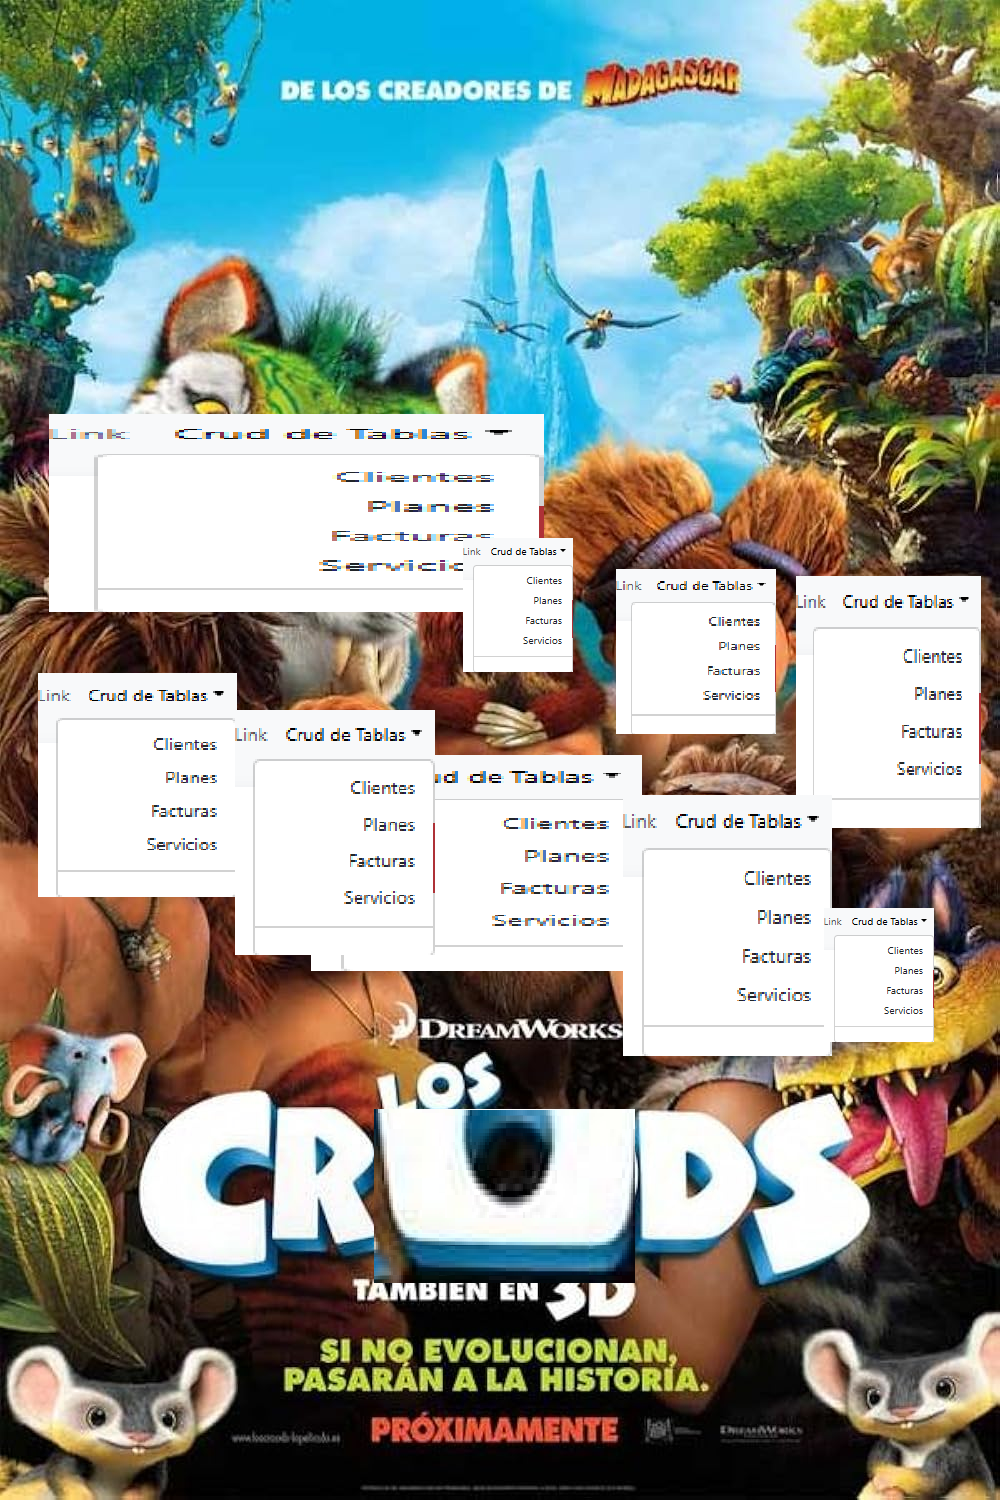 DE LOS CREADORES DE MADAGASCAR
Link Crud de Tablas
Clientes
Planes
Facturas
Servicio
Link Crud de Tablas
Clientes
Planes
Facturas
Servicios
Link Crud de Tablas
Clientes
Planes
Facturas
Servicios
Link Crud de Tablas
Clientes
Planes
Facturas
Servicios
Link Crud de Tablas
Clientes
Planes
Facturas
Servicios
Link Crud de Tablas
Clientes
Planes
Facturas
Servicios
ud de Tablas
Clientes
Planes
Facturas
Servicios
Link Crud de Tablas
Clientes
Planes
Facturas
Servicios
Link Crud de Tablas
Clientes
Planes
Facturas
Servicios
DREAMWORKS
LOS
CRUDS
TAMBIEN EN 3D
SI NO EVOLUCIONAN,
PASARÁN A LA HISTORIA.
PRÓXIMAMENTE
DREAMWORKS